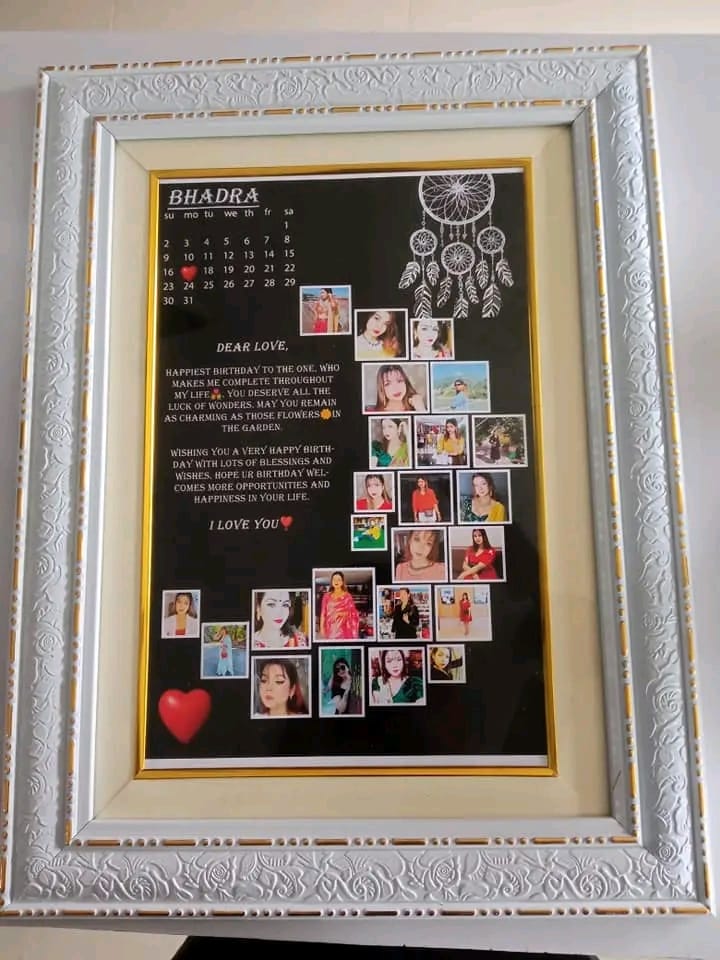 BHADRA
su mo tu we th fr sa
1
2 3 4 5 6 7 8
9 10 11 12 13 14 15
16 18 19 20 21 22
23 24 25 26 27 28 29
30 31
DEAR LOVE,
HAPPIEST BIRTHDAY TO THE ONE, WHO
MAKES ME COMPLETE THROUGHOUT
MY LIFE💑. YOU DESERVE ALL THE
LUCK OF WONDERS. MAY YOU REMAIN
AS CHARMING AS THOSE FLOWERS🌼IN
THE GARDEN.
WISHING YOU A VERY HAPPY BIRTH-
DAY WITH LOTS OF BLESSINGS AND
WISHES. HOPE UR BIRTHDAY WEL-
COMES MORE OPPORTUNITIES AND
HAPPINESS IN YOUR LIFE.
I LOVE YOU❤️